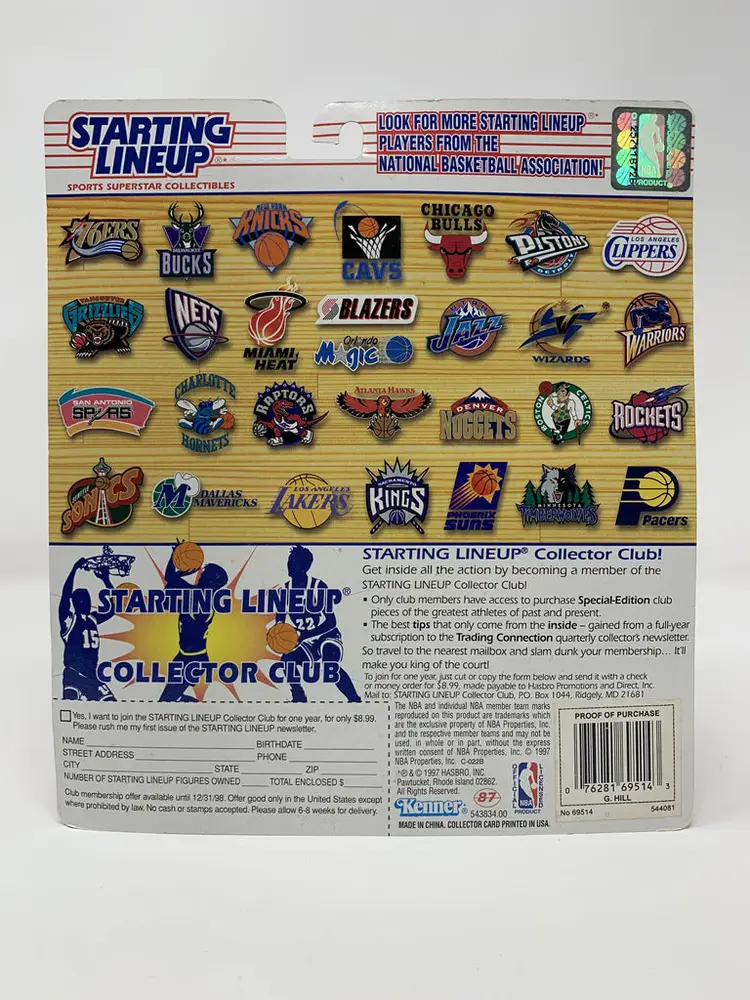 STARTING
LINEUP®
SPORTS SUPERSTAR COLLECTIBLES
LOOK FOR MORE STARTING LINEUP®
PLAYERS FROM THE
NATIONAL BASKETBALL ASSOCIATION!
NBA
PRODUCT
76ERS
MILWAUKEE
BUCKS
NEW YORK
KNICKS
CAVS
CHICAGO
BULLS
PISTONS
DETROIT
LOS ANGELES
CLIPPERS
VANCOUVER
GRIZZLIES
NETS
MIAMI
HEAT
BLAZERS
Orlando
Magic
UTAH
JAZZ
WIZARDS
WARRIORS
SAN ANTONIO
SPURS
CHARLOTTE
HORNETS
RAPTORS
ATLANTA HAWKS
DENVER
NUGGETS
BOSTON
CELTICS
ROCKETS
SEATTLE
SONICS
M
DALLAS
MAVERICKS
LOS ANGELES
LAKERS
SACRAMENTO
KINGS
PHOENIX
SUNS
MINNESOTA
TIMBERWOLVES
Pacers
15
22
STARTING LINEUP®
COLLECTOR CLUB
STARTING LINEUP® Collector Club!
Get inside all the action by becoming a member of the
STARTING LINEUP Collector Club!
• Only club members have access to purchase Special-Edition club
pieces of the greatest athletes of past and present.
• The best tips that only come from the inside – gained from a full-year
subscription to the Trading Connection quarterly collector's newsletter.
So travel to the nearest mailbox and slam dunk your membership... It'll
make you king of the court!
To join for one year, just cut or copy the form below and send it with a check
or money order for $8.99, made payable to Hasbro Promotions and Direct, Inc.
Mail to: STARTING LINEUP Collector Club, P.O. Box 1044, Ridgely, MD 21681
Yes, I want to join the STARTING LINEUP Collector Club for one year, for only $8.99.
Please rush me my first issue of the STARTING LINEUP newsletter.
NAME BIRTHDATE
STREET ADDRESS PHONE
CITY STATE ZIP
NUMBER OF STARTING LINEUP FIGURES OWNED TOTAL ENCLOSED $
Club membership offer available until 12/31/98. Offer good only in the United States except
where prohibited by law. No cash or stamps accepted. Please allow 6-8 weeks for delivery.
The NBA and individual NBA member team marks
reproduced on this product are trademarks which
are the exclusive property of NBA Properties, Inc.
and the respective member teams and may not be
used, in whole or in part, without the express
written consent of NBA Properties, Inc. © 1997
NBA Properties, Inc. C-022B
*®& © 1997 HASBRO, INC.
Pawtucket, Rhode Island 02862.
All Rights Reserved.
Kenner® 87 543834.00
MADE IN CHINA. COLLECTOR CARD PRINTED IN USA.
OFFICIAL LICENSED
NBA
PRODUCT
PROOF OF PURCHASE
0 76281 69514 3
G. HILL
No 69514 544081